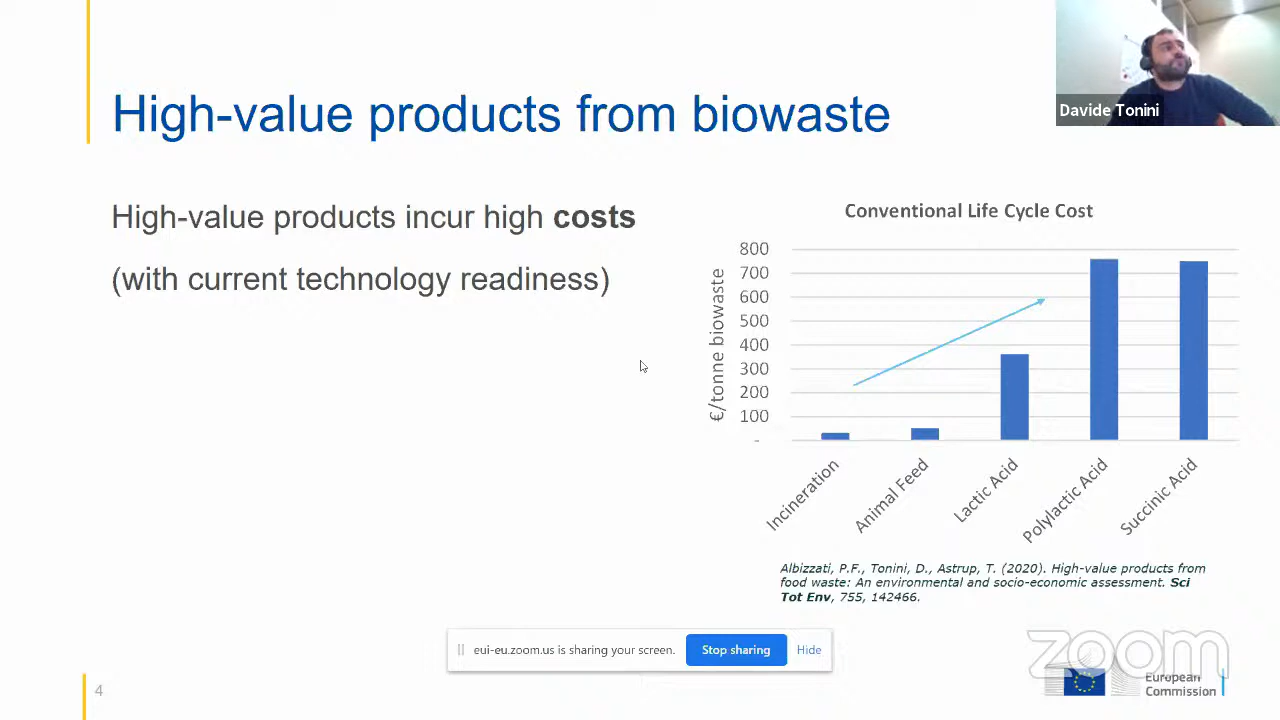 High-value products from biowaste
Davide Tonini
High-value products incur high costs
(with current technology readiness)
Conventional Life Cycle Cost
€/tonne biowaste
800
700
600
500
400
300
200
100
-
Incineration
Animal Feed
Lactic Acid
Polylactic Acid
Succinic Acid
Albizzati, P.F., Tonini, D., Astrup, T. (2020). High-value products from
food waste: An environmental and socio-economic assessment. Sci
Tot Env, 755, 142466.
eui-eu.zoom.us is sharing your screen.
Stop sharing
Hide
zoom
European
Commission
4